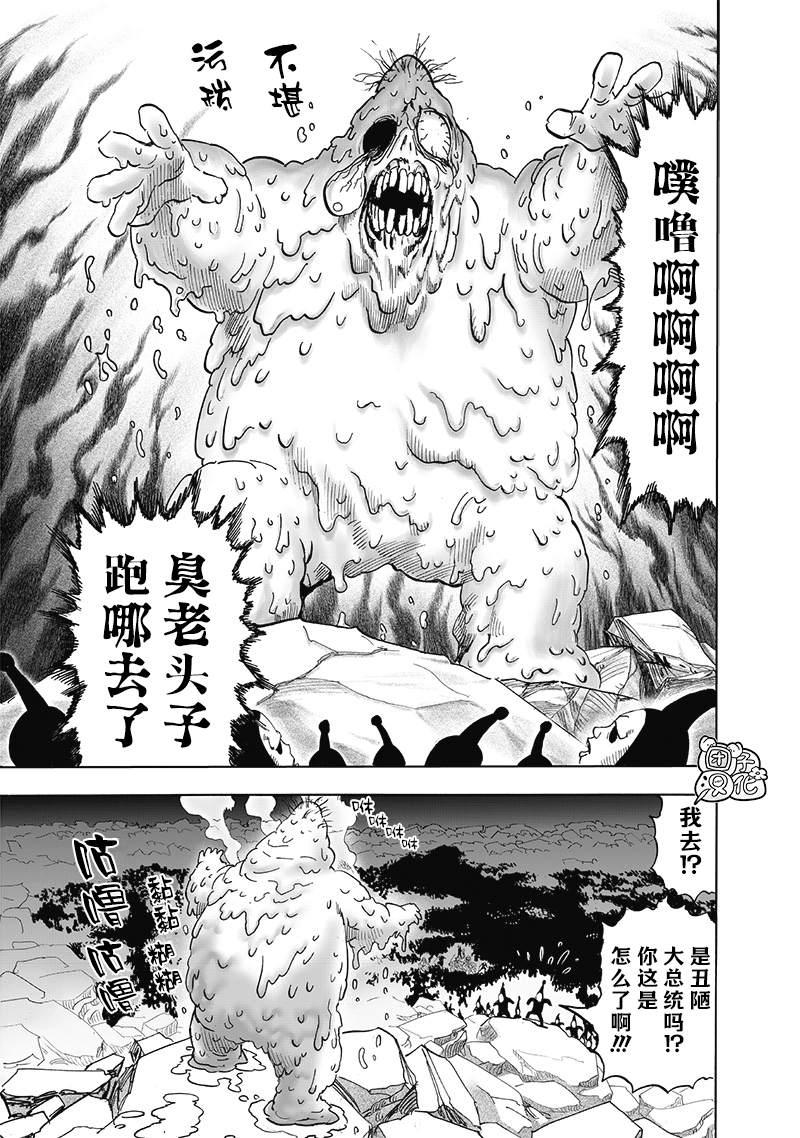 不堪
污秽
噗噜啊啊啊啊
臭老头子
跑哪去了
咻咻咻咻
我去!?
咕噜咕噜
黏黏
糊糊
是丑陋
大总统吗!?
你这是
怎么了啊!!!
团子
汉化